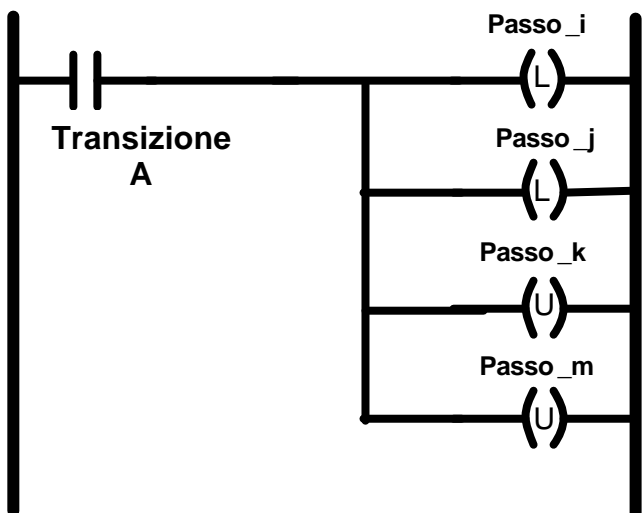 Passo_i
L
Transizione
A
Passo_j
L
Passo_k
U
Passo_m
U